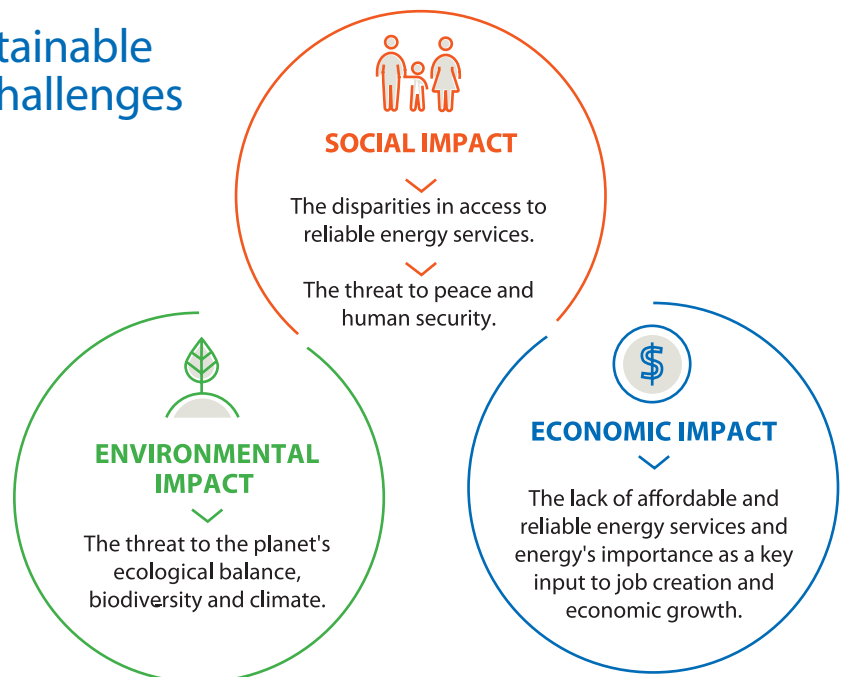 tainable
hallenges
SOCIAL IMPACT
The disparities in access to
reliable energy services.
The threat to peace and
human security.
$
ECONOMIC IMPACT
The lack of affordable and
reliable energy services and
energy's importance as a key
input to job creation and
economic growth.
ENVIRONMENTAL
IMPACT
The threat to the planet's
ecological balance,
biodiversity and climate.